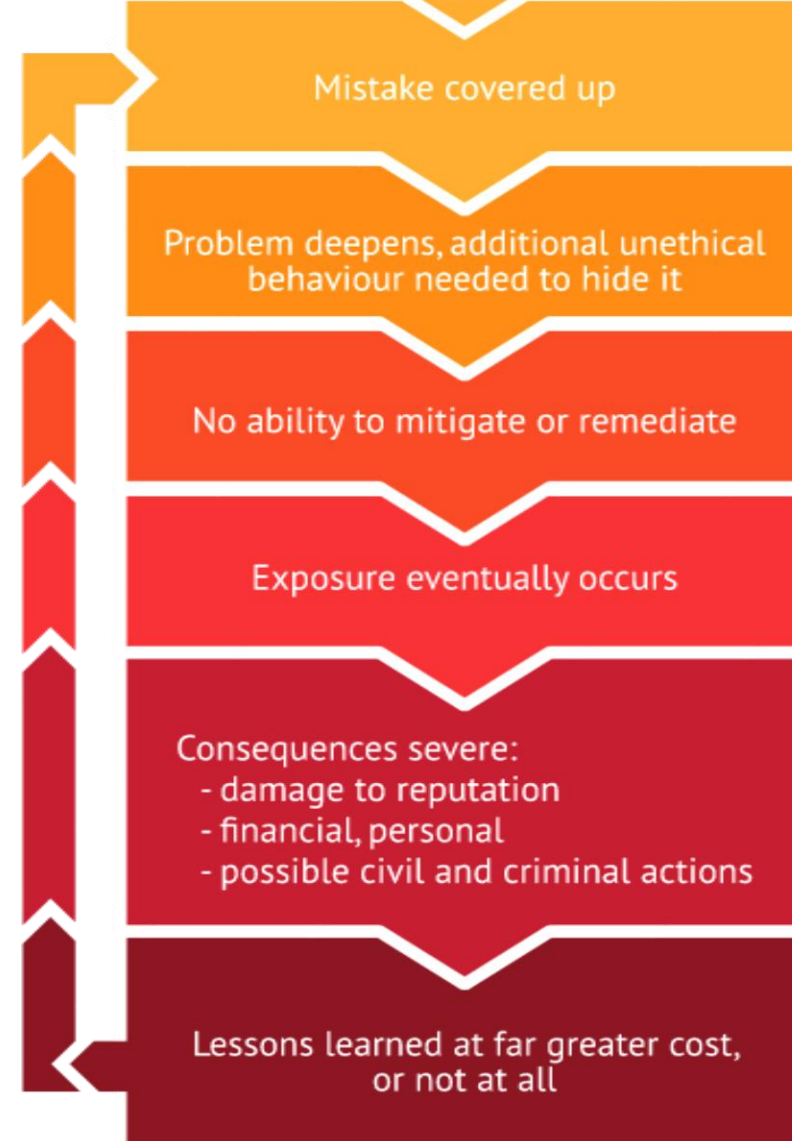 Mistake covered up
Problem deepens, additional unethical
behaviour needed to hide it
No ability to mitigate or remediate
Exposure eventually occurs
Consequences severe:
- damage to reputation
- financial, personal
- possible civil and criminal actions
Lessons learned at far greater cost,
or not at all